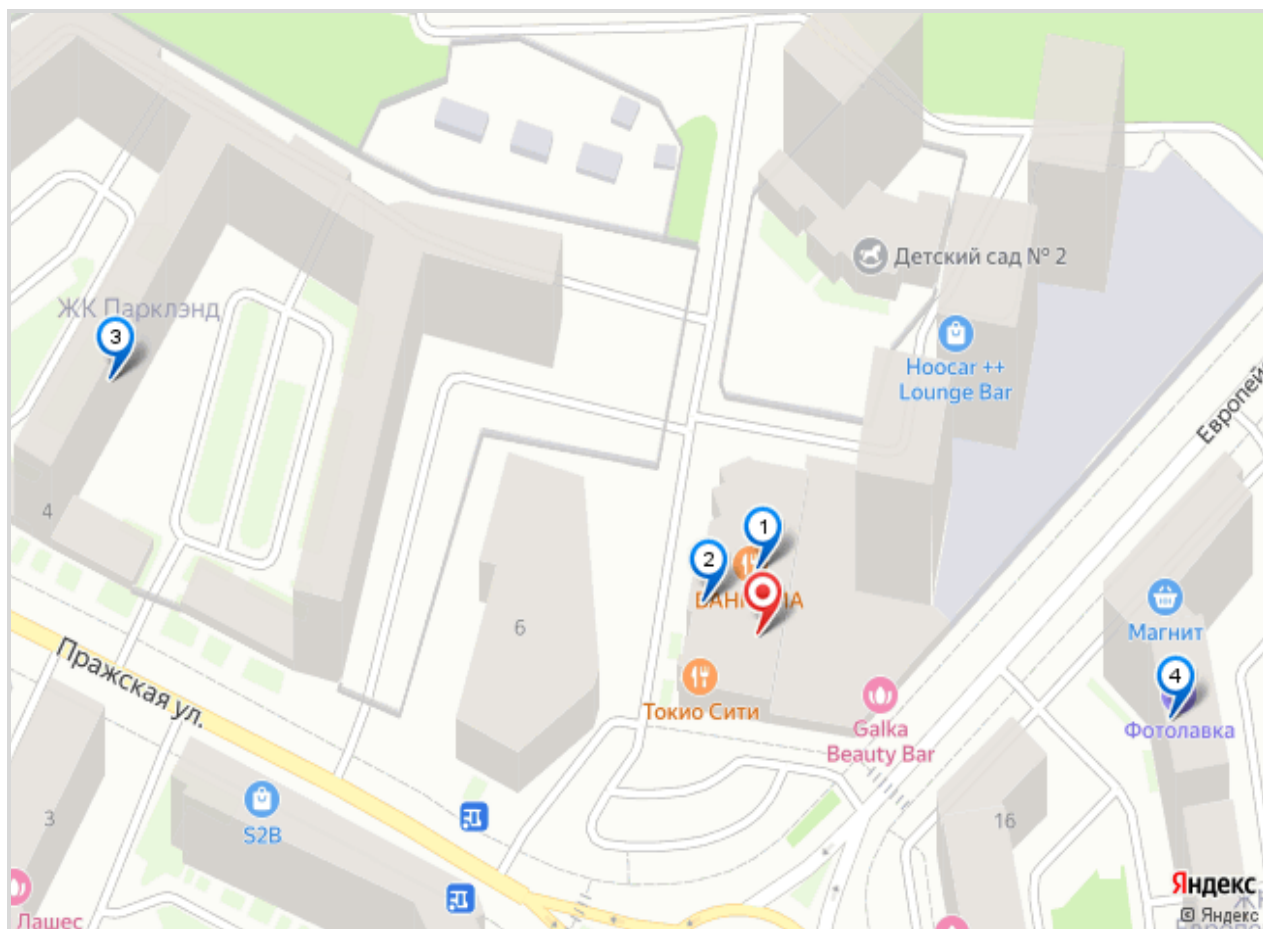 Детский сад № 2
ЖК Парклэнд
3
Hoocar ++
Lounge Bar
4
1
2
6
Магнит
4
Фотолавка
Пражская ул.
Токио Сити
Galka
Beauty Bar
S2B
3
16
Лашес
Яндекс
© Яндекс